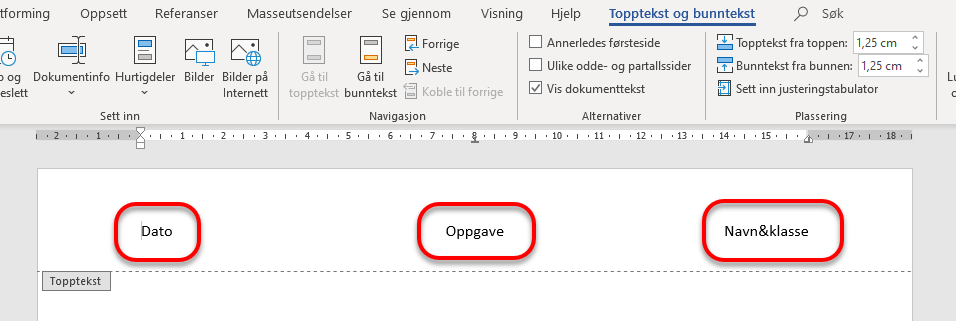 tforming Oppsett Referanser Masseutsendelser Se gjennom Visning Hjelp Topptekst og bunntekst Søk
o og
eslett
Dokumentinfo Hurtigdeler Bilder Bilder på
Internett
Sett inn
Gå til
topptekst
Gå til
bunntekst
Forrige
Neste
Koble til forrige
Navigasjon
Annerledes førsteside
Ulike odde- og partallssider
Vis dokumenttekst
Alternativer
Topptekst fra toppen: 1,25 cm
Bunntekst fra bunnen: 1,25 cm
Sett inn justeringstabulator
Plassering
Lu
2 1 1 2 3 4 5 6 7 8 9 10 11 12 13 14 15 17 18
Dato Oppgave Navn&klasse
Topptekst